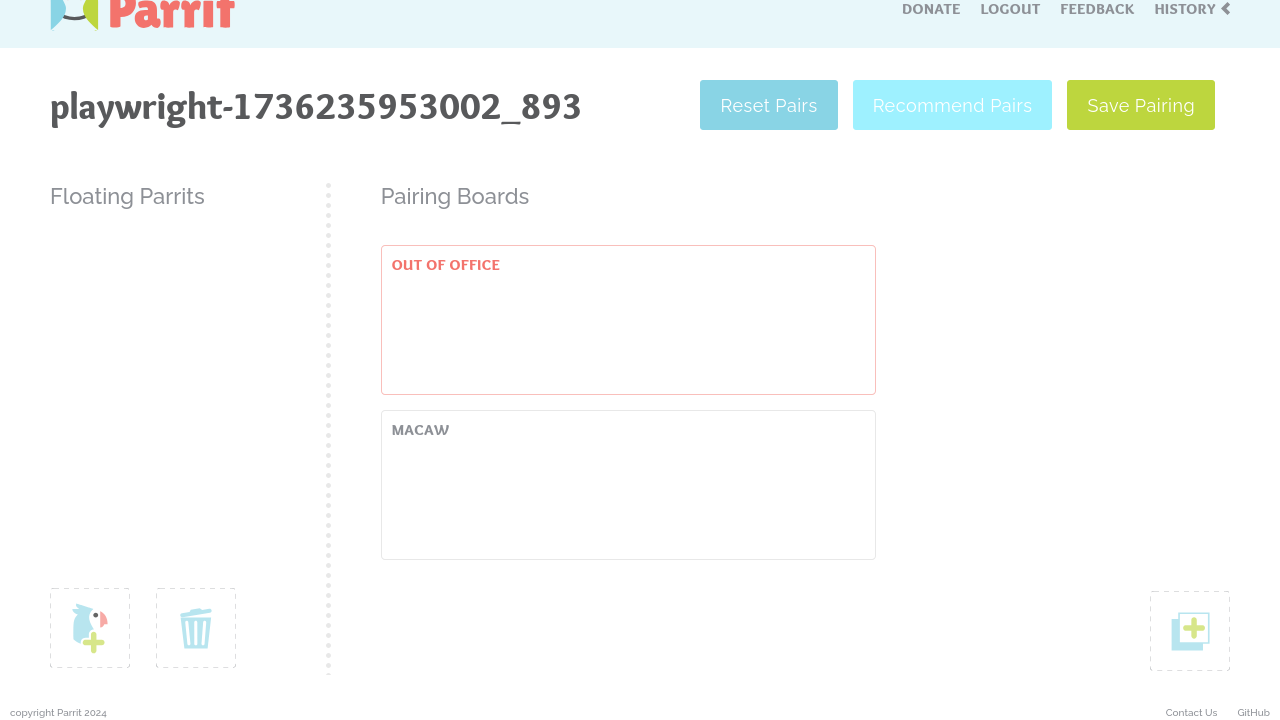 Parrit
DONATE LOGOUT FEEDBACK HISTORY
playwright-1736235953002_893
Reset Pairs Recommend Pairs Save Pairing
Floating Parrits Pairing Boards
OUT OF OFFICE
MACAW
copyright Parrit 2024 Contact Us GitHub